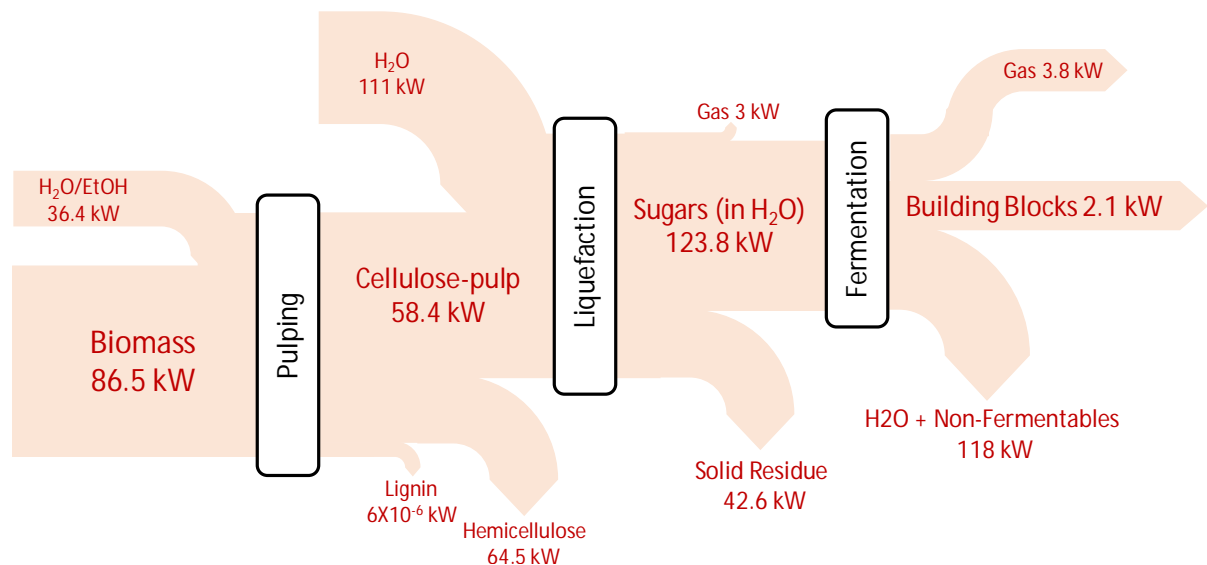 H₂O
111 kW
Gas 3.8 kW
Gas 3 kW
H₂O/EtOH
36.4 kW
Pulping
Liquefaction
Fermentation
Sugars (in H₂O)
123.8 kW
Building Blocks 2.1 kW
Cellulose-pulp
58.4 kW
Biomass
86.5 kW
H2O + Non-Fermentables
118 kW
Solid Residue
42.6 kW
Lignin
6X10⁻⁶ kW
Hemicellulose
64.5 kW